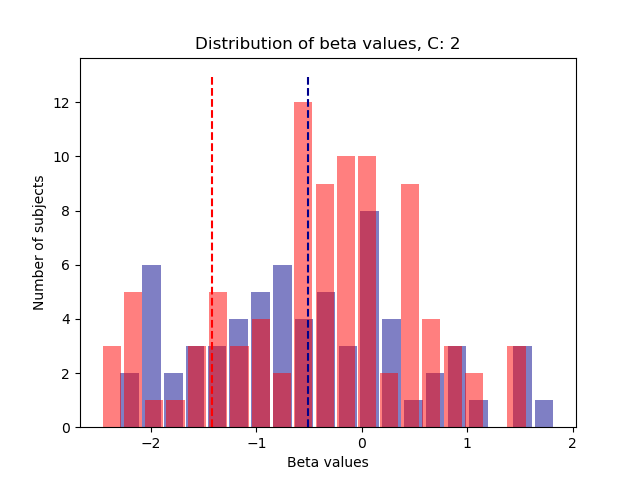 Distribution of beta values, C: 2
Number of subjects
12
10
8
6
4
2
0
−2 −1 0 1 2
Beta values